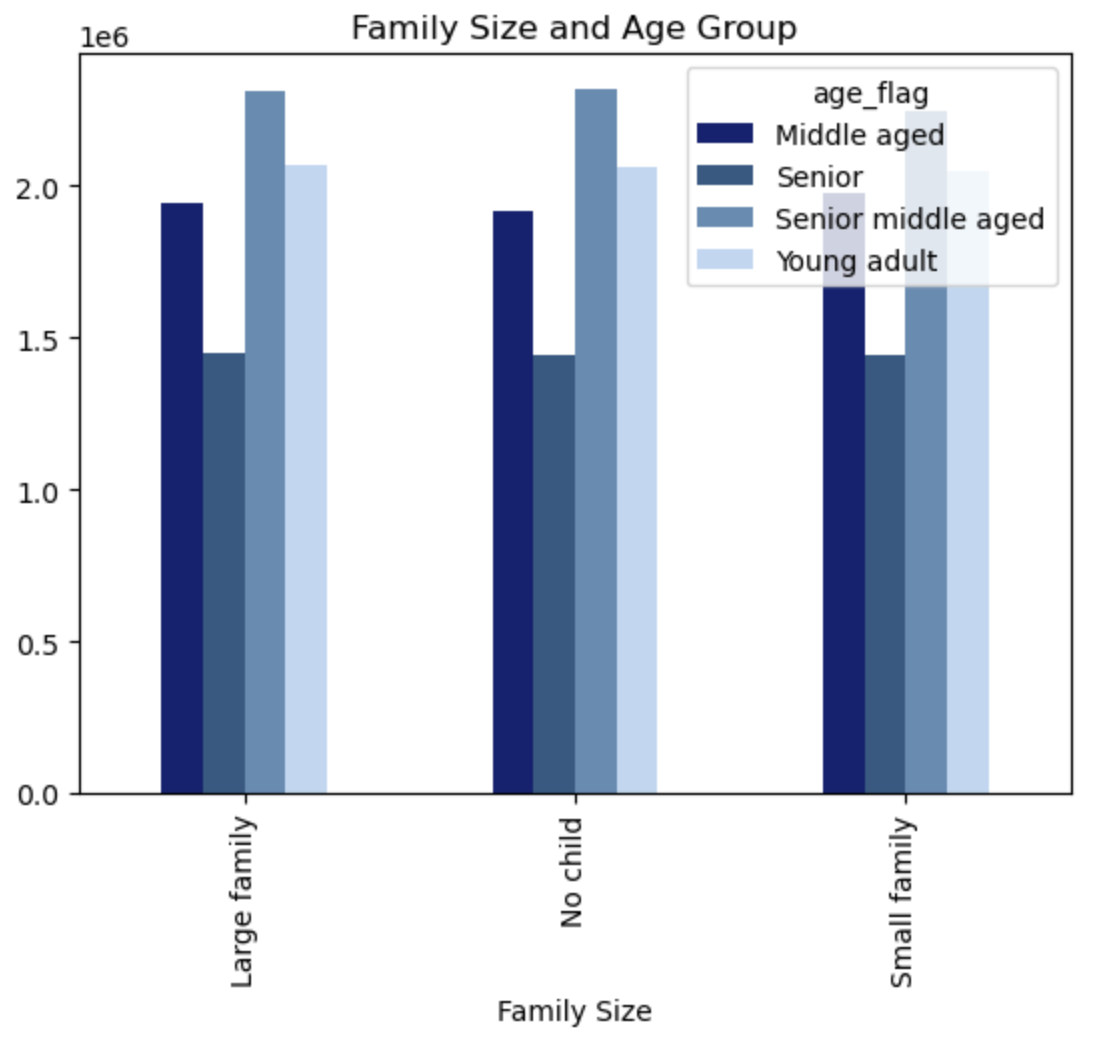 Family Size and Age Group
1e6
age_flag
Middle aged
Senior
Senior middle aged
Young adult
2.0
1.5
1.0
0.5
0.0
Large family
No child
Small family
Family Size